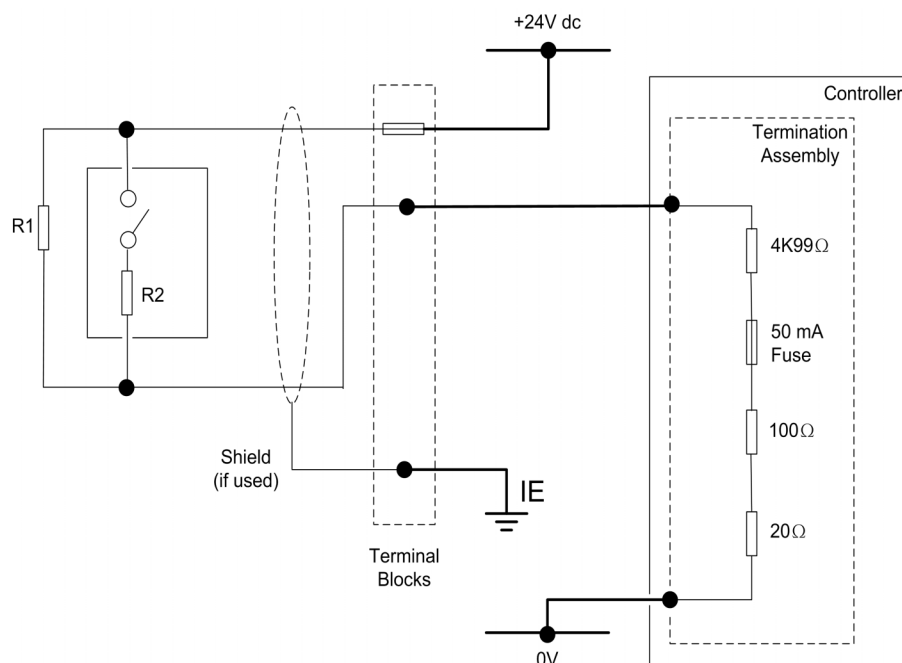 +24V dc
Controller
Termination
Assembly
R1
R2
4K99Ω
50 mA
Fuse
100Ω
Shield
(if used)
IE
20Ω
Terminal
Blocks
0V